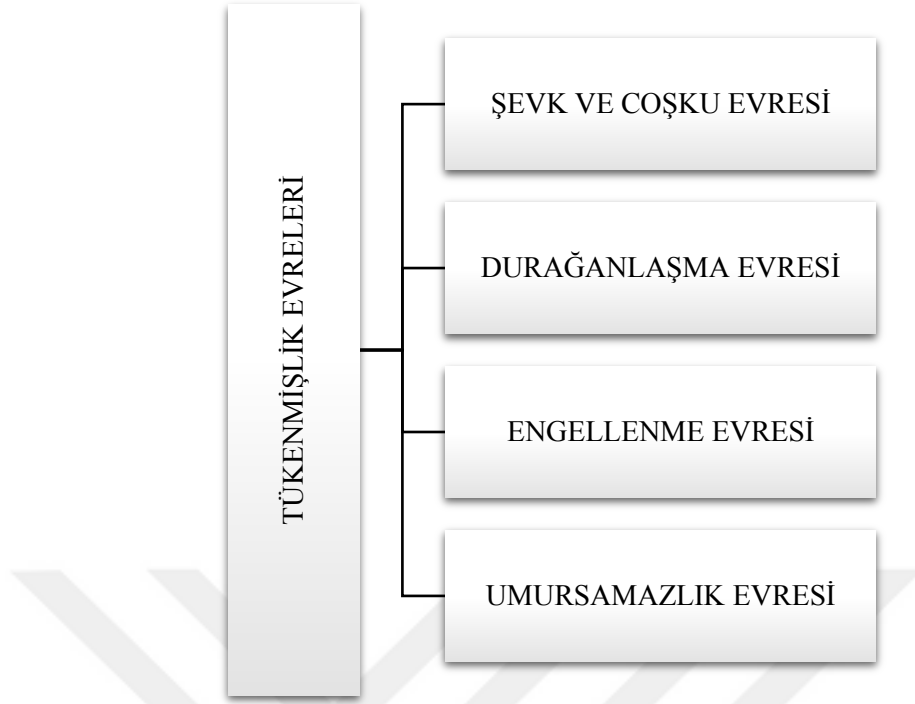 TÜKENMİŞLİK EVRELERİ
ŞEVK VE COŞKU EVRESİ
DURAĞANLAŞMA EVRESİ
ENGELLENME EVRESİ
UMURSAMAZLIK EVRESİ